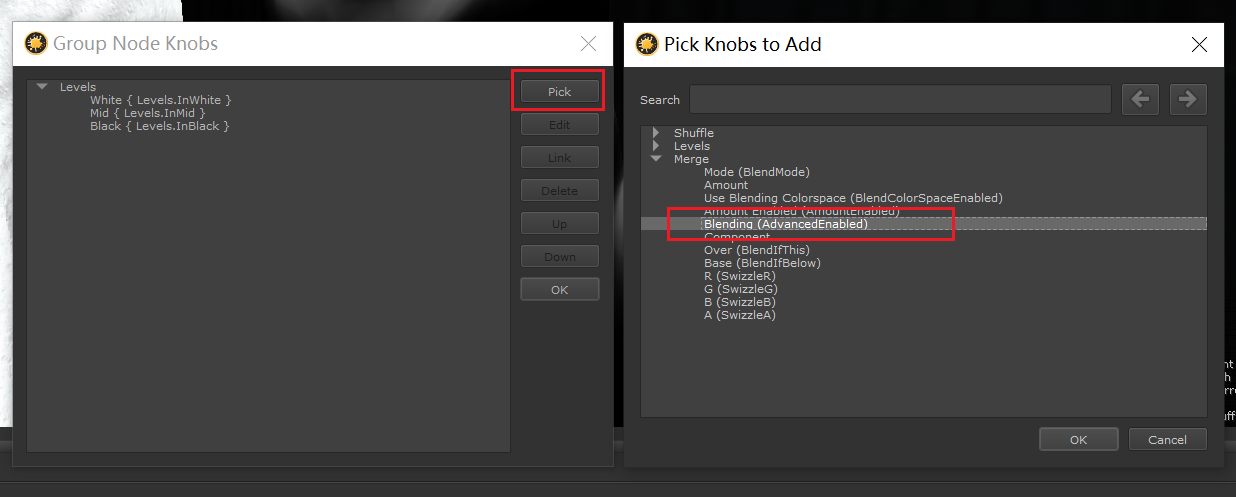 Group Node Knobs
Levels
White { Levels.InWhite }
Mid { Levels.InMid }
Black { Levels.InBlack }
Pick
Edit
Link
Delete
Up
Down
OK
Pick Knobs to Add
Search
Shuffle
Levels
Merge
Mode (BlendMode)
Amount
Use Blending Colorspace (BlendColorSpaceEnabled)
Amount Enabled (AmountEnabled)
Blending (AdvancedEnabled)
Component
Over (BlendIfThis)
Base (BlendIfBelow)
R (SwizzleR)
G (SwizzleG)
B (SwizzleB)
A (SwizzleA)
OK
Cancel